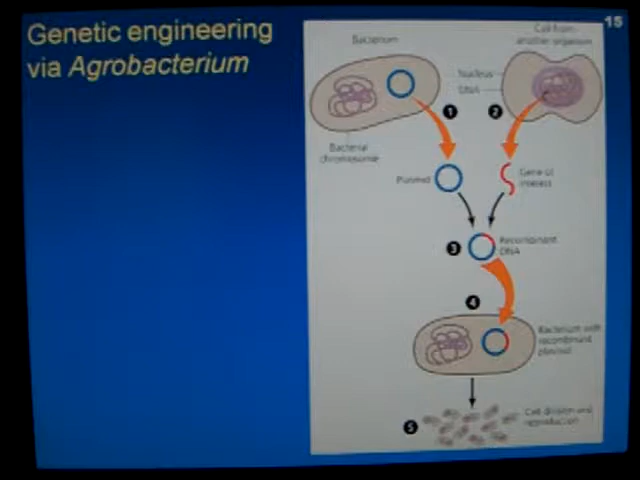 Genetic engineering
via Agrobacterium
15
Bacterium
Cell from
another organism
Nucleus
DNA
1
2
Bacterial
chromosome
Plasmid
Gene of
interest
3
Recombinant
DNA
4
Bacterium with
recombinant
plasmid
5
Cell division and
reproduction